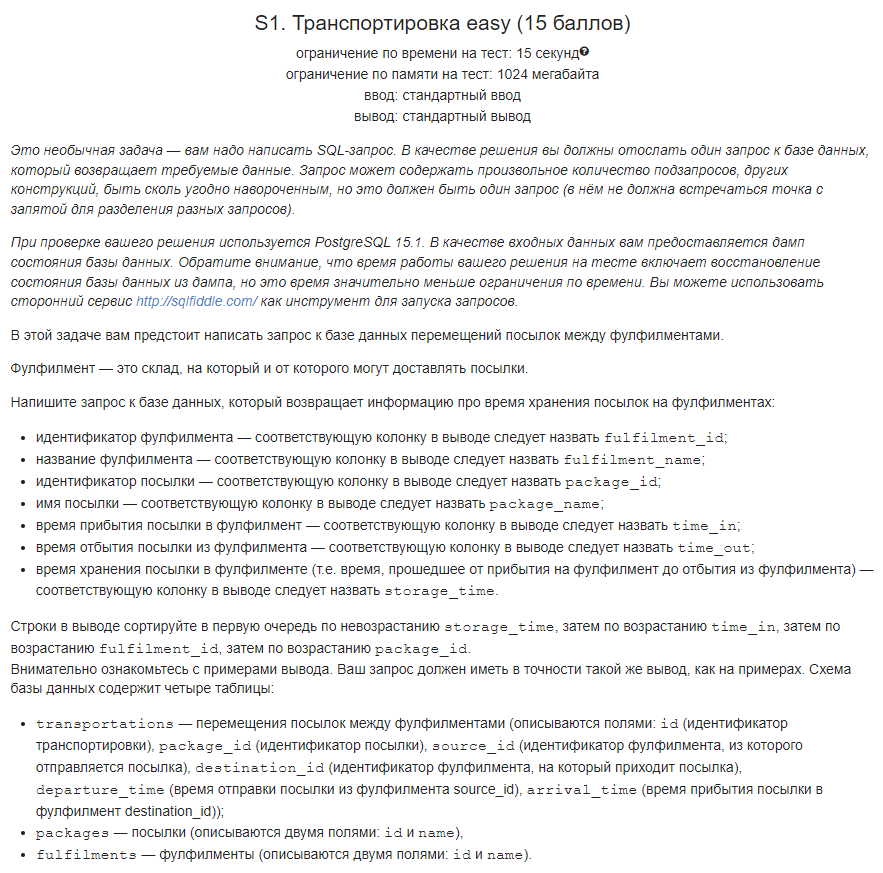 S1. Транспортировка easy (15 баллов)
ограничение по времени на тест: 15 секунд?
ограничение по памяти на тест: 1024 мегабайта
ввод: стандартный ввод
вывод: стандартный вывод
Это необычная задача — вам надо написать SQL-запрос. В качестве решения вы должны отослать один запрос к базе данных,
который возвращает требуемые данные. Запрос может содержать произвольное количество подзапросов, других
конструкций, быть сколь угодно навороченным, но это должен быть один запрос (в нём не должна встречаться точка с
запятой для разделения разных запросов).
При проверке вашего решения используется PostgreSQL 15.1. В качестве входных данных вам предоставляется дамп
состояния базы данных. Обратите внимание, что время работы вашего решения на тесте включает восстановление
состояния базы данных из дампа, но это время значительно меньше ограничения по времени. Вы можете использовать
сторонний сервис http://sqlfiddle.com/ как инструмент для запуска запросов.
В этой задаче вам предстоит написать запрос к базе данных перемещений посылок между фулфилментами.
Фулфилмент — это склад, на который и от которого могут доставлять посылки.
Напишите запрос к базе данных, который возвращает информацию про время хранения посылок на фулфилментах:
• идентификатор фулфилмента — соответствующую колонку в выводе следует назвать fulfilment_id;
• название фулфилмента — соответствующую колонку в выводе следует назвать fulfilment_name;
• идентификатор посылки — соответствующую колонку в выводе следует назвать package_id;
• имя посылки — соответствующую колонку в выводе следует назвать package_name;
• время прибытия посылки в фулфилмент — соответствующую колонку в выводе следует назвать time_in;
• время отбытия посылки из фулфилмента — соответствующую колонку в выводе следует назвать time_out;
• время хранения посылки в фулфилменте (т.е. время, прошедшее от прибытия на фулфилмент до отбытия из фулфилмента) —
соответствующую колонку в выводе следует назвать storage_time.
Строки в выводе сортируйте в первую очередь по невозрастанию storage_time, затем по возрастанию time_in, затем по
возрастанию fulfilment_id, затем по возрастанию package_id.
Внимательно ознакомьтесь с примерами вывода. Ваш запрос должен иметь в точности такой же вывод, как на примерах. Схема
базы данных содержит четыре таблицы:
• transportations — перемещения посылок между фулфилментами (описываются полями: id (идентификатор
транспортировки), package_id (идентификатор посылки), source_id (идентификатор фулфилмента, из которого
отправляется посылка), destination_id (идентификатор фулфилмента, на который приходит посылка),
departure_time (время отправки посылки из фулфилмента source_id), arrival_time (время прибытия посылки в
фулфилмент destination_id));
• packages — посылки (описываются двумя полями: id и name),
• fulfilments — фулфилменты (описываются двумя полями: id и name).